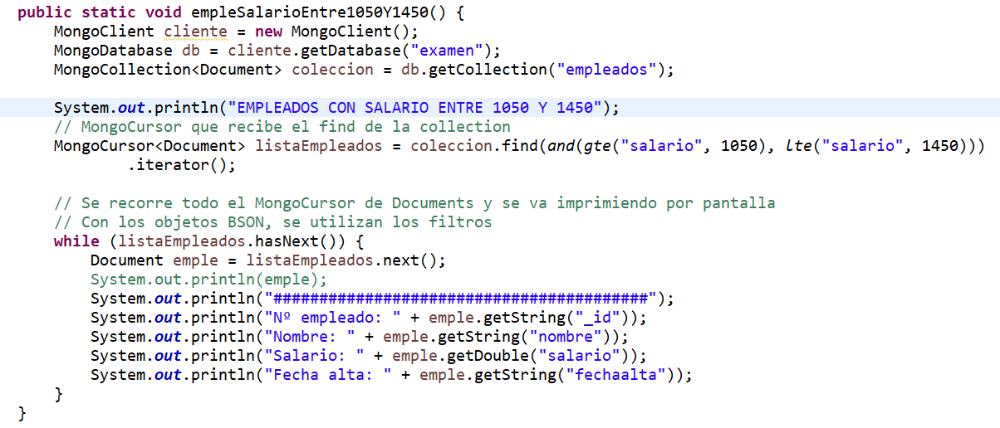 public static void empleSalarioEntre1050Y1450() {
MongoClient cliente = new MongoClient();
MongoDatabase db = cliente.getDatabase("examen");
MongoCollection<Document> coleccion = db.getCollection("empleados");
System.out.println("EMPLEADOS CON SALARIO ENTRE 1050 Y 1450");
// MongoCursor que recibe el find de la collection
MongoCursor<Document> listaEmpleados = coleccion.find(and(gte("salario", 1050), lte("salario", 1450)))
.iterator();
// Se recorre todo el MongoCursor de Documents y se va imprimiendo por pantalla
// Con los objetos BSON, se utilizan los filtros
while (listaEmpleados.hasNext()) {
Document emple = listaEmpleados.next();
System.out.println(emple);
System.out.println("#########################################");
System.out.println("Nº empleado: " + emple.getString("_id"));
System.out.println("Nombre: " + emple.getString("nombre"));
System.out.println("Salario: " + emple.getDouble("salario"));
System.out.println("Fecha alta: " + emple.getString("fechaalta"));
}
}